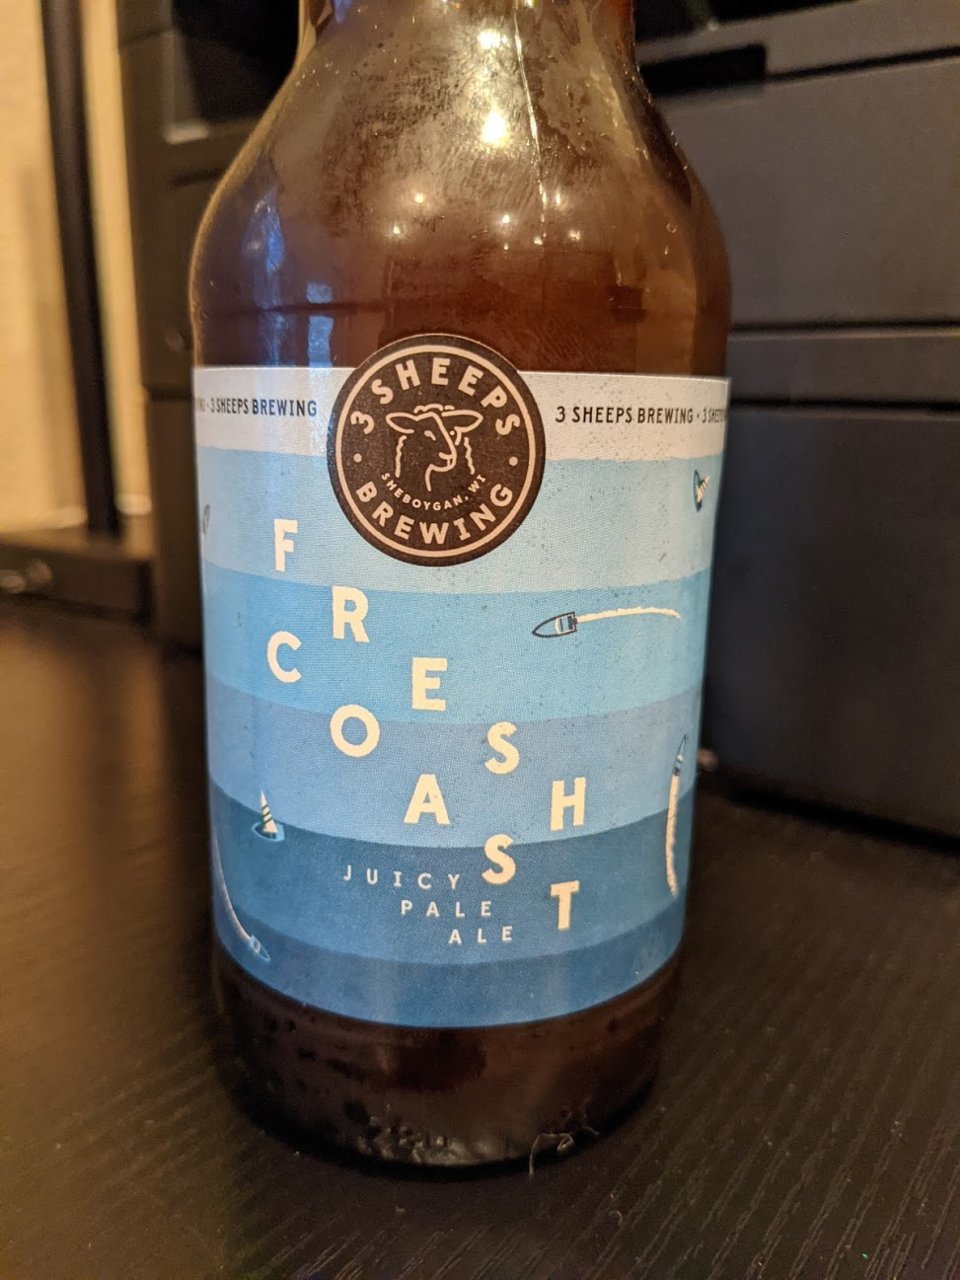 3 SHEEPS BREWING
3 SHEEPS
SHEBOYGAN, WI
BREWING
3 SHEEPS BREWING
FRESH
COAST
JUICY
PALE
ALE